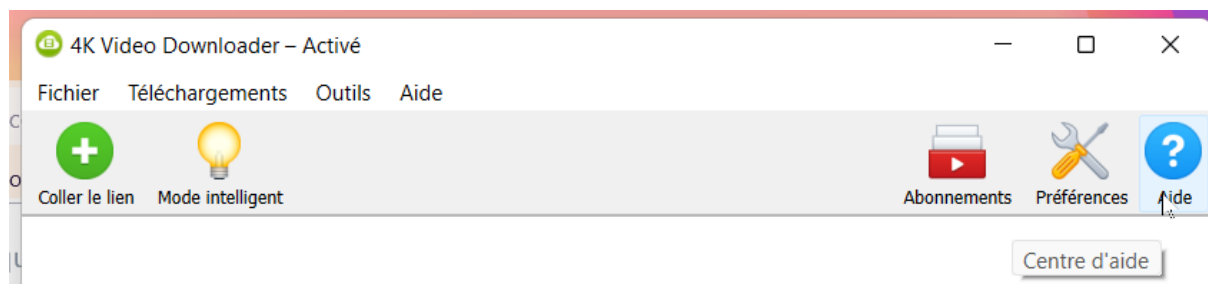 4K Video Downloader – Activé
Fichier Téléchargements Outils Aide
Coller le lien Mode intelligent Abonnements Préférences Aide
Centre d'aide